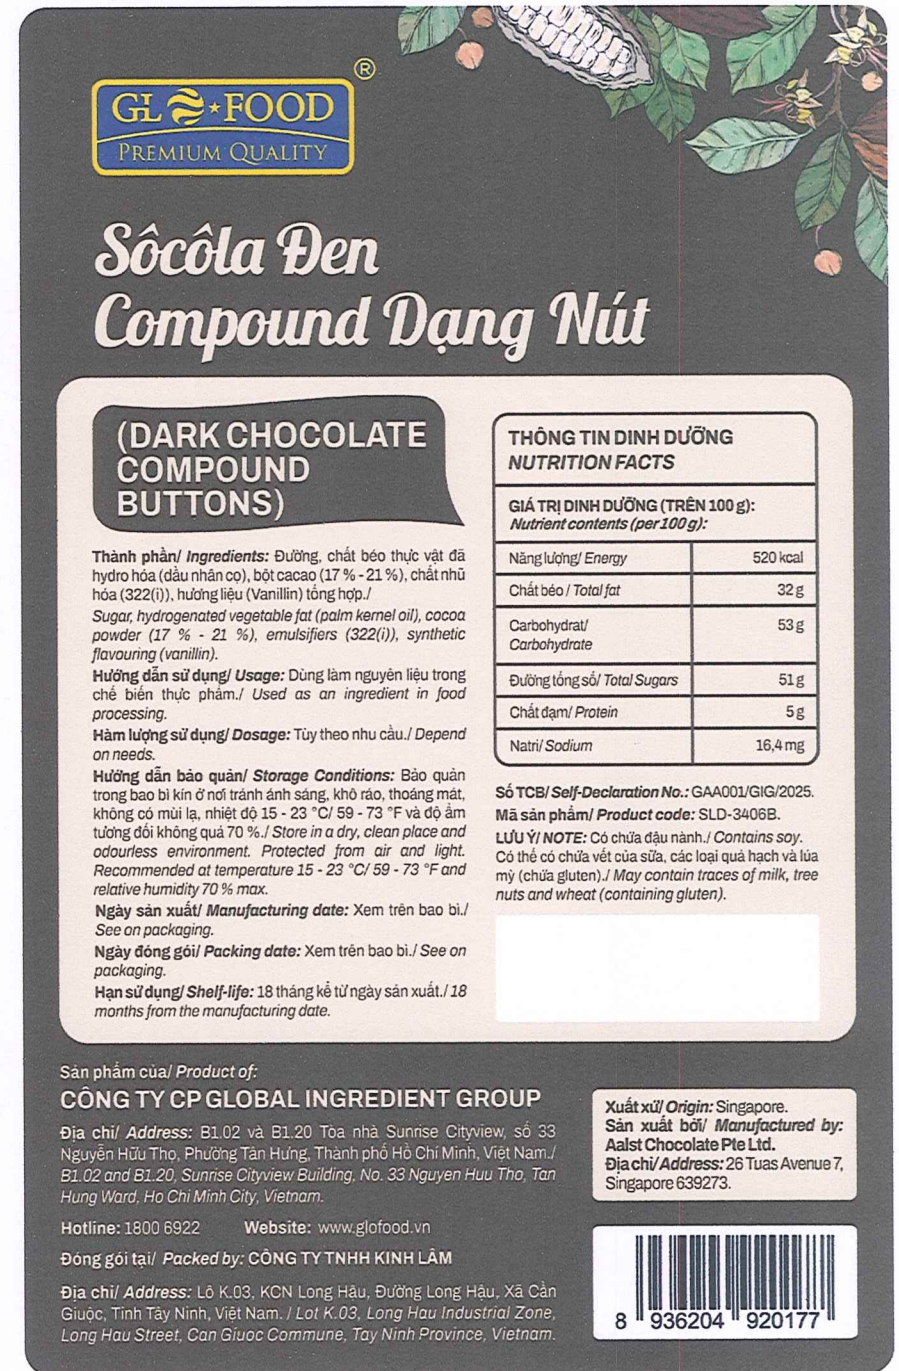 ®
GLOFOOD
PREMIUM QUALITY
Sôcôla Đen
Compound Dạng Nút
(DARK CHOCOLATE
COMPOUND
BUTTONS)
Thành phần/ Ingredients: Đường, chất béo thực vật đã
hydro hóa (dầu nhân cọ), bột cacao (17 % - 21 %), chất nhũ
hóa (322(i)), hương liệu (Vanillin) tổng hợp./
Sugar, hydrogenated vegetable fat (palm kernel oil), cocoa
powder (17 % - 21 %), emulsifiers (322(i)), synthetic
flavouring (vanillin).
Hướng dẫn sử dụng/ Usage: Dùng làm nguyên liệu trong
chế biến thực phẩm./ Used as an ingredient in food
processing.
Hàm lượng sử dụng/ Dosage: Tùy theo nhu cầu./ Depend
on needs.
Hướng dẫn bảo quản/ Storage Conditions: Bảo quản
trong bao bì kín ở nơi tránh ánh sáng, khô ráo, thoáng mát,
không có mùi lạ, nhiệt độ 15 - 23 °C/ 59 - 73 °F và độ ẩm
tương đối không quá 70 %./ Store in a dry, clean place and
odourless environment. Protected from air and light.
Recommended at temperature 15 - 23 °C/ 59 - 73 °F and
relative humidity 70 % max.
Ngày sản xuất/ Manufacturing date: Xem trên bao bì./
See on packaging.
Ngày đóng gói/ Packing date: Xem trên bao bì./ See on
packaging.
Hạn sử dụng/ Shelf-life: 18 tháng kể từ ngày sản xuất./ 18
months from the manufacturing date.
THÔNG TIN DINH DƯỠNG
NUTRITION FACTS
GIÁ TRỊ DINH DƯỠNG (TRÊN 100 g):
Nutrient contents (per 100 g):
Năng lượng/ Energy 520 kcal
Chất béo / Total fat 32 g
Carbohydrat/ 53 g
Carbohydrate
Đường tổng số/ Total Sugars 51 g
Chất đạm/ Protein 5 g
Natri/ Sodium 16,4 mg
Số TCB/ Self-Declaration No.: GAA001/GIG/2025.
Mã sản phẩm/ Product code: SLD-3406B.
LƯU Ý/ NOTE: Có chứa đậu nành./ Contains soy.
Có thể có chứa vết của sữa, các loại quả hạch và lúa
mỳ (chứa gluten)./ May contain traces of milk, tree
nuts and wheat (containing gluten).
Sản phẩm của/ Product of:
CÔNG TY CP GLOBAL INGREDIENT GROUP
Địa chỉ/ Address: B1.02 và B1.20 Tòa nhà Sunrise Cityview, số 33
Nguyễn Hữu Thọ, Phường Tân Hưng, Thành phố Hồ Chí Minh, Việt Nam./
B1.02 and B1.20, Sunrise Cityview Building, No. 33 Nguyen Huu Tho, Tan
Hung Ward, Ho Chi Minh City, Vietnam.
Hotline: 1800 6922 Website: www.glofood.vn
Đóng gói tại/ Packed by: CÔNG TY TNHH KINH LÂM
Địa chỉ/ Address: Lô K.03, KCN Long Hậu, Đường Long Hậu, Xã Cần
Giuộc, Tỉnh Tây Ninh, Việt Nam. / Lot K.03, Long Hau Industrial Zone,
Long Hau Street, Can Giuoc Commune, Tay Ninh Province, Vietnam.
Xuất xứ/ Origin: Singapore.
Sản xuất bởi/ Manufactured by:
Aalst Chocolate Pte Ltd.
Địa chỉ/ Address: 26 Tuas Avenue 7,
Singapore 639273.
8 936204 920177